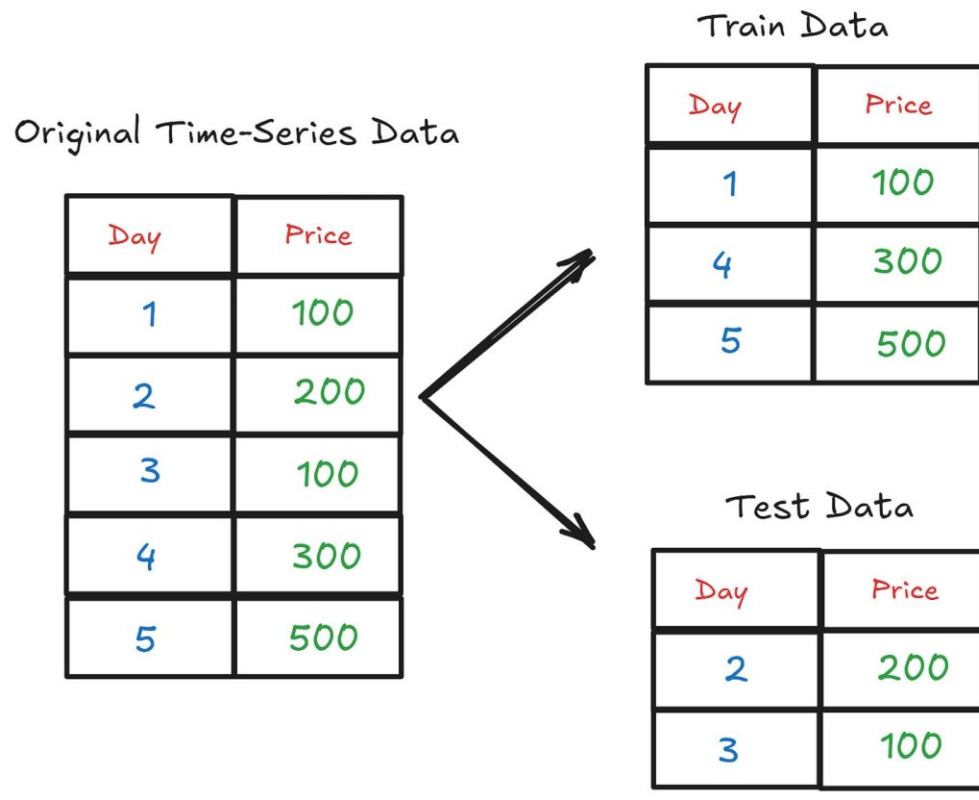 Original Time-Series Data
Day Price
1 100
2 200
3 100
4 300
5 500
Train Data
Day Price
1 100
4 300
5 500
Test Data
Day Price
2 200
3 100